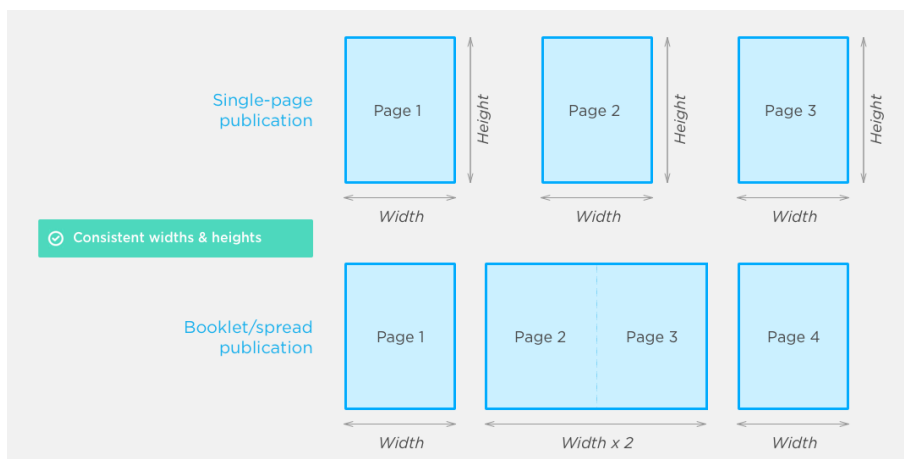 Single-page
publication
Page 1
Height
Page 2
Height
Page 3
Height
Width
Width
Width
Consistent widths & heights
Booklet/spread
publication
Page 1
Page 2
Page 3
Page 4
Width
Width x 2
Width